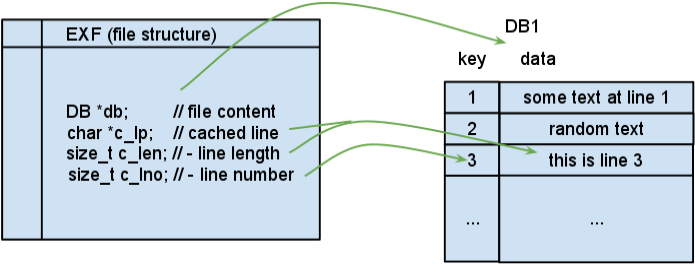 EXF (file structure)
DB *db; // file content
char *c_lp; // cached line
size_t c_len; // - line length
size_t c_lno; // - line number
DB1
key data
1 some text at line 1
2 random text
3 this is line 3
... ...